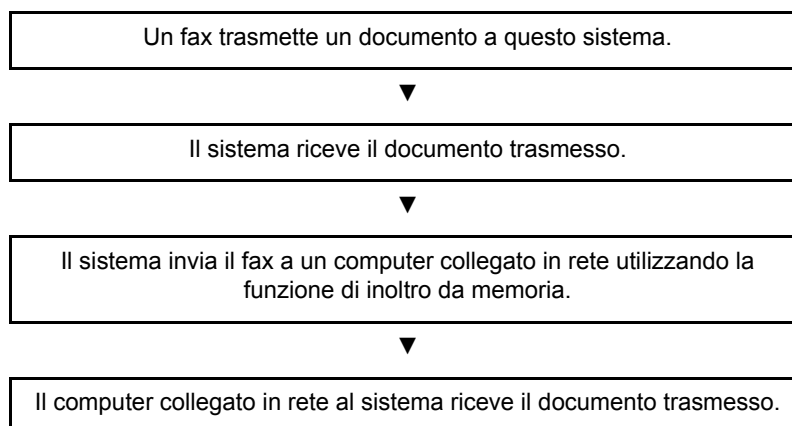 Un fax trasmette un documento a questo sistema.
▼
Il sistema riceve il documento trasmesso.
▼
Il sistema invia il fax a un computer collegato in rete utilizzando la
funzione di inoltro da memoria.
▼
Il computer collegato in rete al sistema riceve il documento trasmesso.